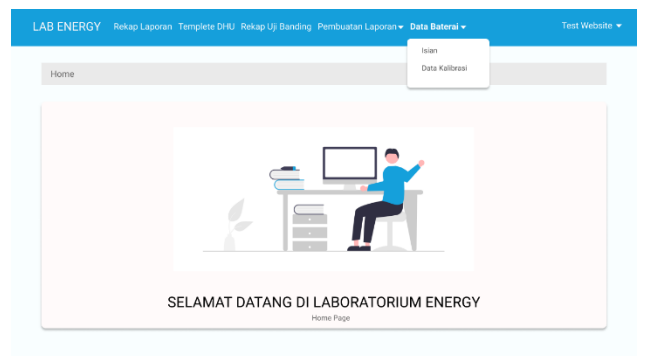 LAB ENERGY Rekap Laporan Templete DHU Rekap Uji Banding Pembuatan Laporan Data Baterai Test Website
Isian
Data Kalibrasi
Home
SELAMAT DATANG DI LABORATORIUM ENERGY
Home Page